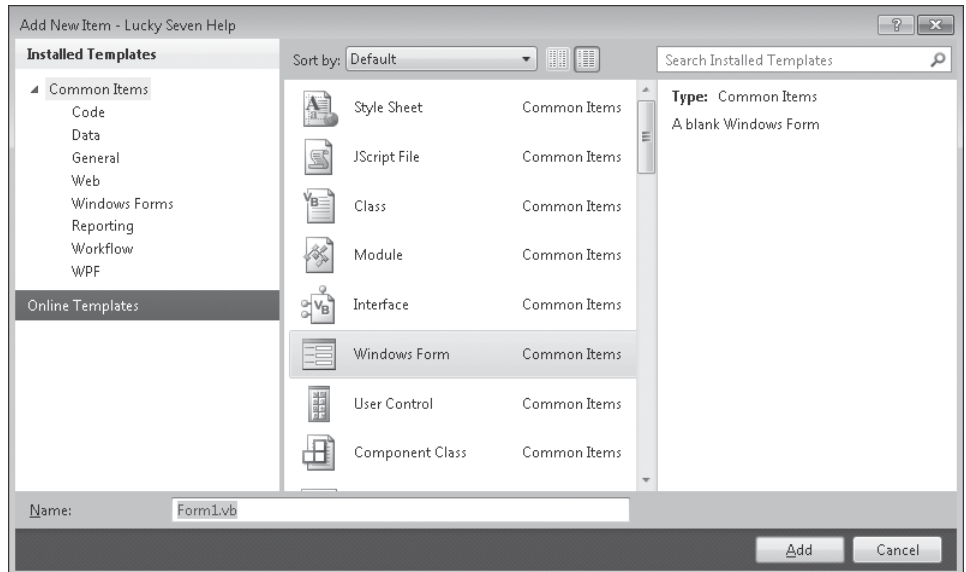 Add New Item - Lucky Seven Help
Installed Templates
Common Items
Code
Data
General
Web
Windows Forms
Reporting
Workflow
WPF
Online Templates
Sort by: Default
Style Sheet Common Items
JScript File Common Items
Class Common Items
Module Common Items
Interface Common Items
Windows Form Common Items
User Control Common Items
Component Class Common Items
Search Installed Templates
Type: Common Items
A blank Windows Form
Name: Form1.vb
Add Cancel